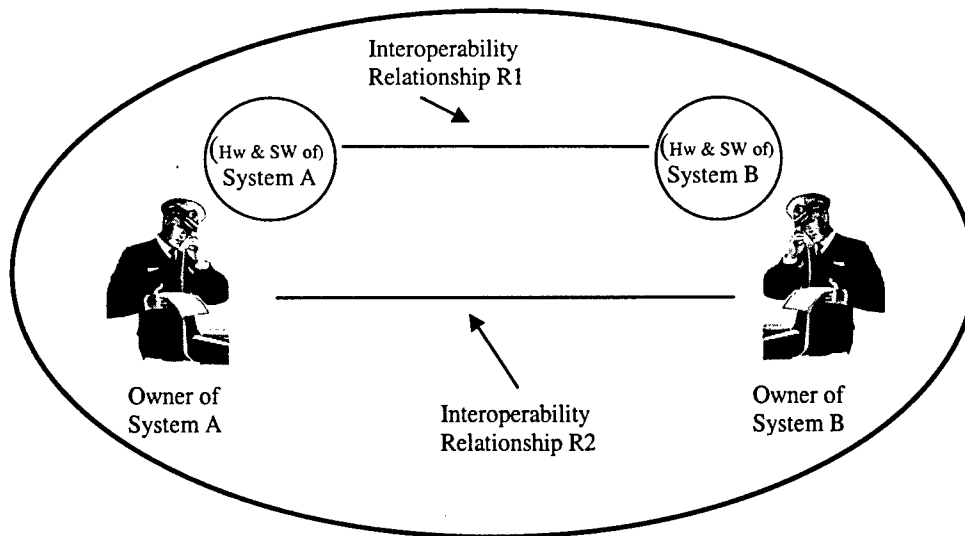 Interoperability
Relationship R1
(Hw & SW of)
System A
(Hw & SW of)
System B
Owner of
System A
Interoperability
Relationship R2
Owner of
System B